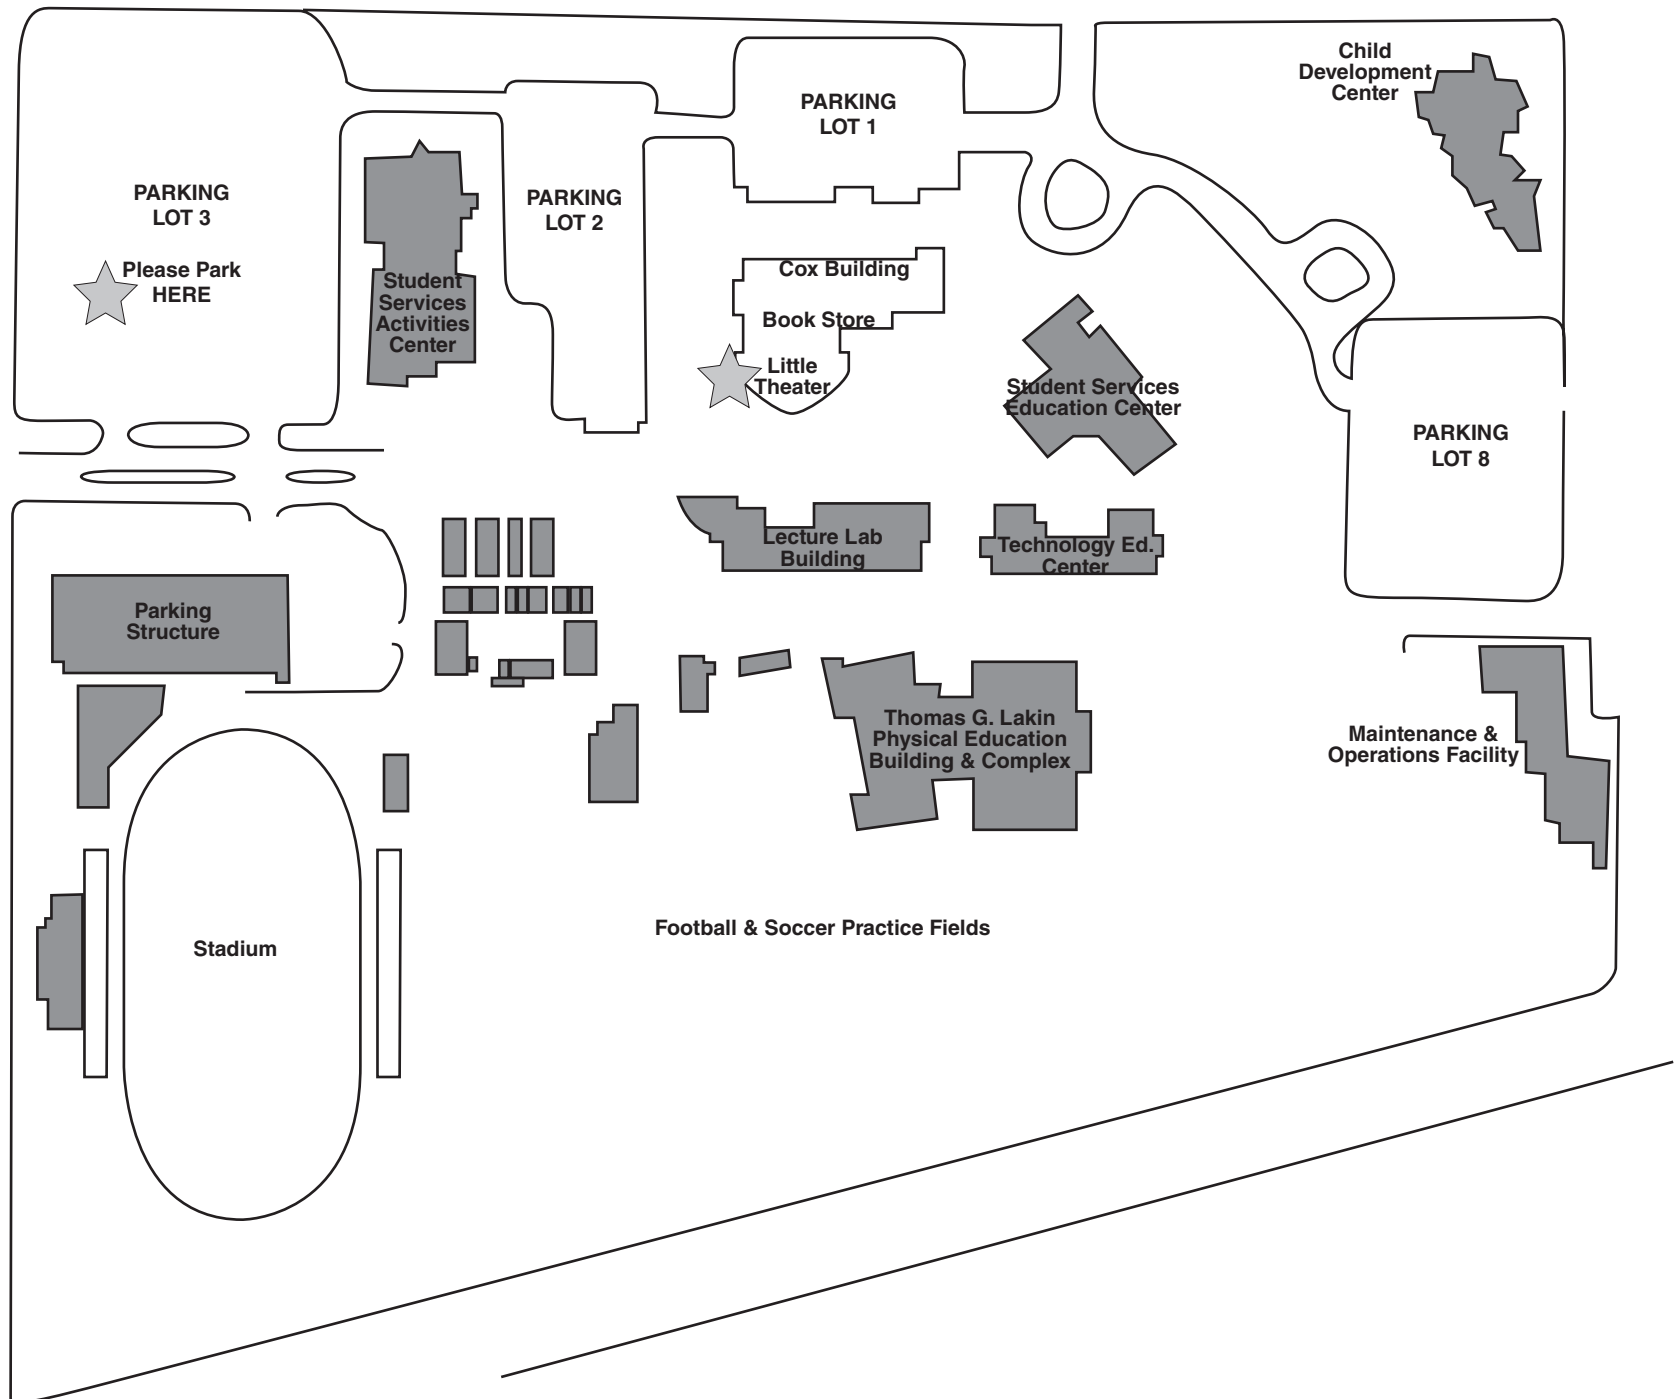 Child
Development
Center
PARKING
LOT 1
PARKING
LOT 3
PARKING
LOT 2
Please Park
HERE
Student
Services
Activities
Center
Cox Building
Book Store
Little
Theater
Student Services
Education Center
PARKING
LOT 8
Lecture Lab
Building
Technology Ed.
Center
Parking
Structure
Thomas G. Lakin
Physical Education
Building & Complex
Maintenance &
Operations Facility
Football & Soccer Practice Fields
Stadium